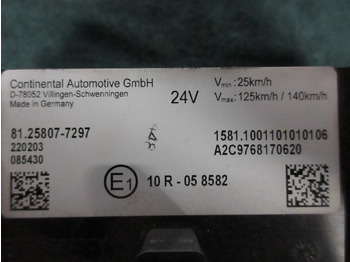 Continental Automotive GmbH
D-78052 Villingen-Schwenningen
Made in Germany
24V
Vmin :25km/h
Vmax :125km/h / 140km/h
81.25807-7297
220203
085430
1581.1001101010106
A2C9768170620
E1
10 R - 05 8582